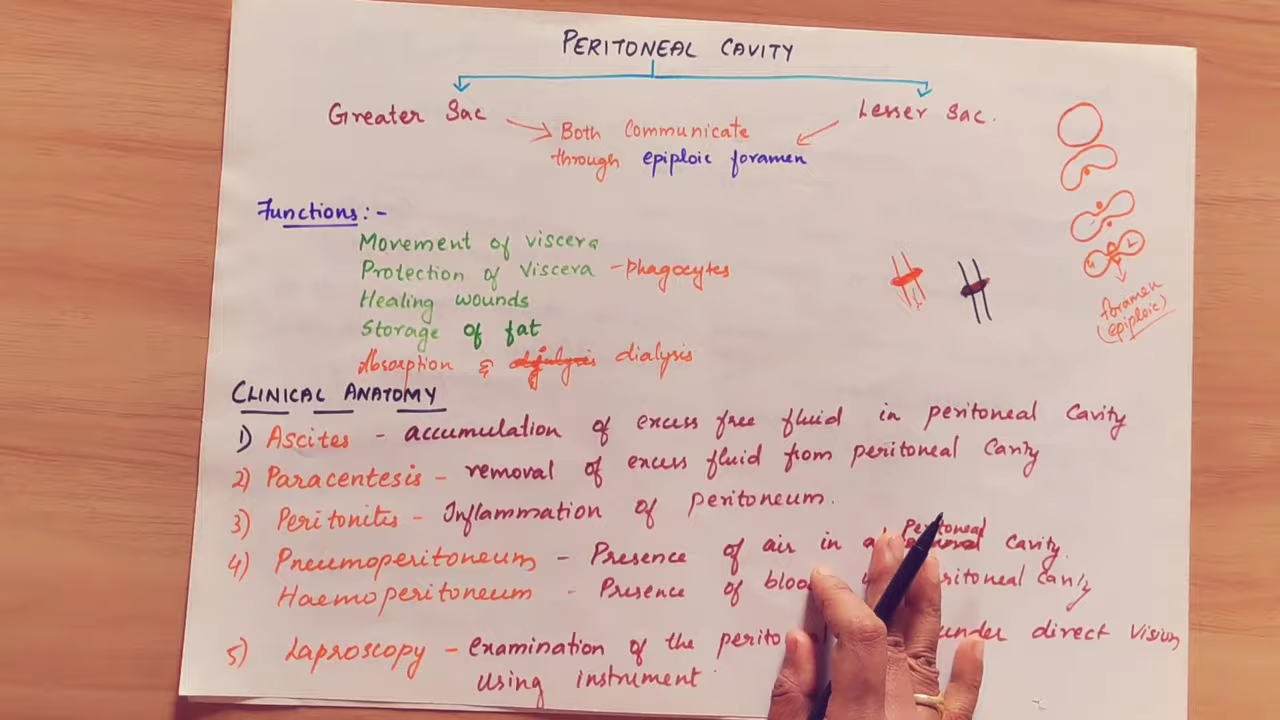 PERITONEAL CAVITY
Greater Sac
Lesser Sac.
Both Communicate
through epiploic foramen
Functions:-
Movement of viscera
Protection of viscera - phagocytes
Healing wounds
Storage of fat
Absorption & dialysis
foramen
(epiploic)
CLINICAL ANATOMY
1) Ascites - accumulation of excess free fluid in peritoneal cavity
2) Paracentesis - removal of excess fluid from peritoneal cavity
3) Peritonitis - Inflammation of peritoneum.
Peritoneal
4) Pneumoperitoneum - Presence of air in cavity.
Haemoperitoneum - Presence of cavity
5) Laproscopy - examination of the under direct vision
using instrument